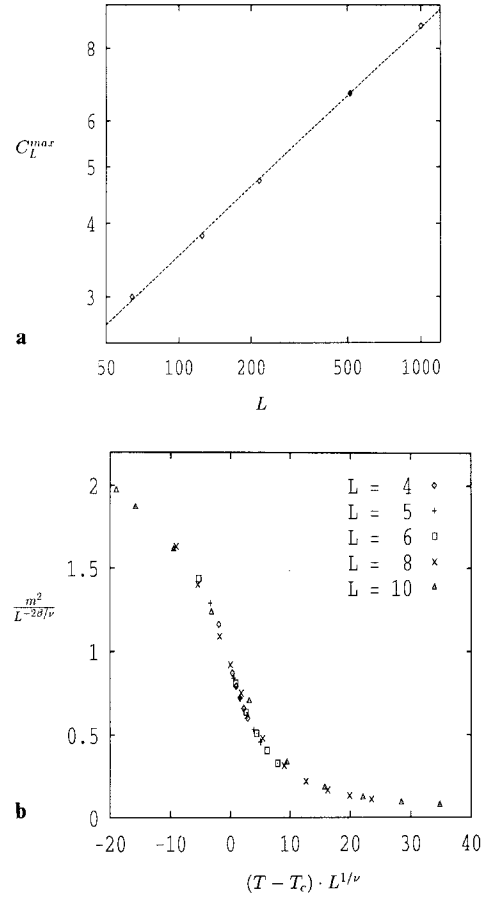 8
6
5
4
3
C_L^{max}
50 100 200 500 1000
L
a
2
1.5
1
0.5
0
m^2 / L^{-2β/ν}
L = 4
L = 5
L = 6
L = 8
L = 10
-20 -10 0 10 20 30 40
(T − T_c) · L^{1/ν}
b